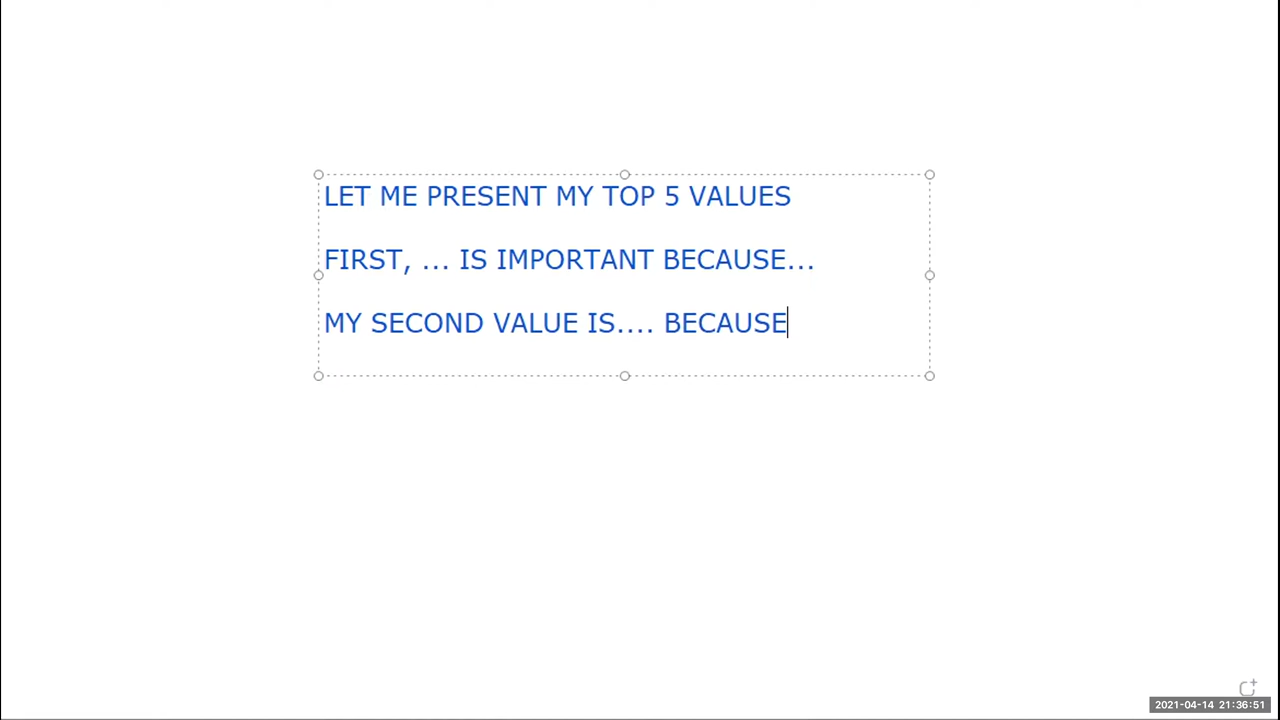 LET ME PRESENT MY TOP 5 VALUES
FIRST, ... IS IMPORTANT BECAUSE...
MY SECOND VALUE IS.... BECAUSE
2021-04-14 21:36:51